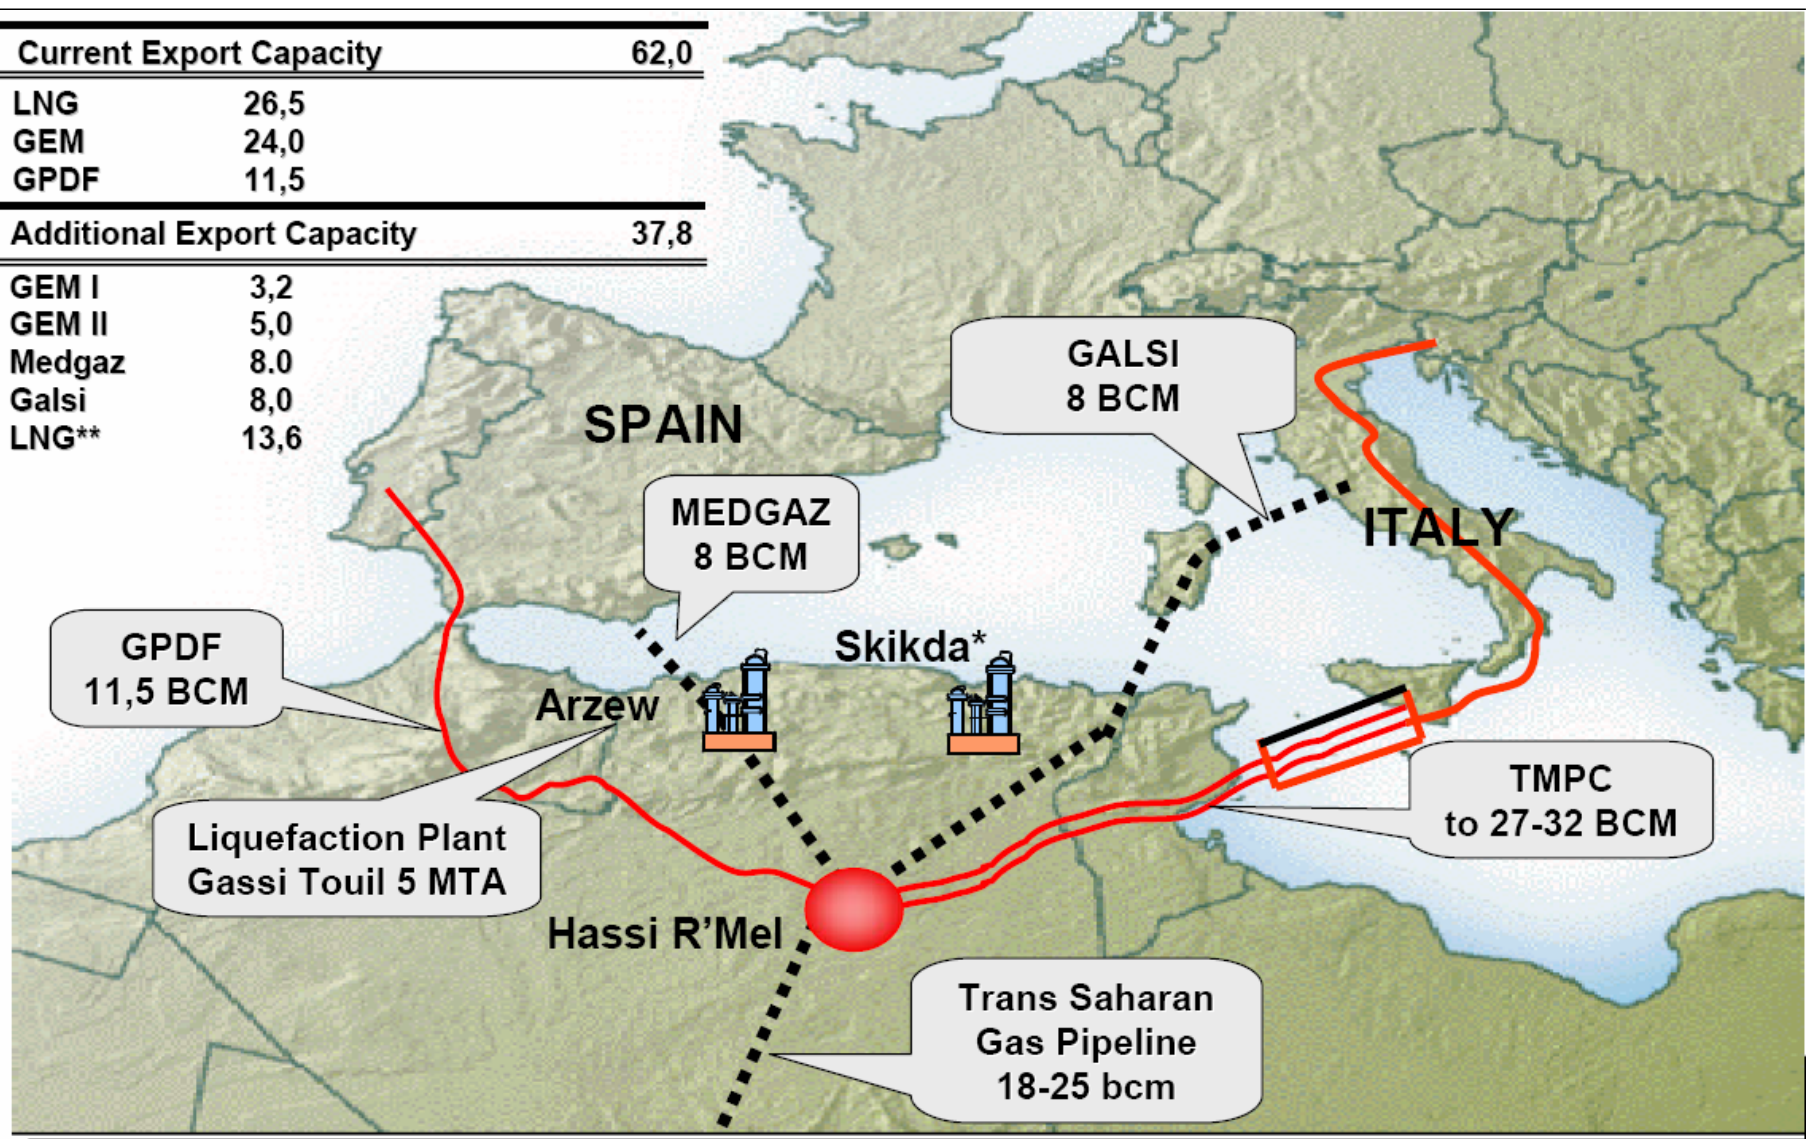 Current Export Capacity 62,0
LNG 26,5
GEM 24,0
GPDF 11,5
Additional Export Capacity 37,8
GEM I 3,2
GEM II 5,0
Medgaz 8.0
Galsi 8,0
LNG** 13,6
GALSI
8 BCM
SPAIN
MEDGAZ
8 BCM
ITALY
GPDF
11,5 BCM
Skikda*
Arzew
TMPC
to 27-32 BCM
Liquefaction Plant
Gassi Touil 5 MTA
Hassi R’Mel
Trans Saharan
Gas Pipeline
18-25 bcm